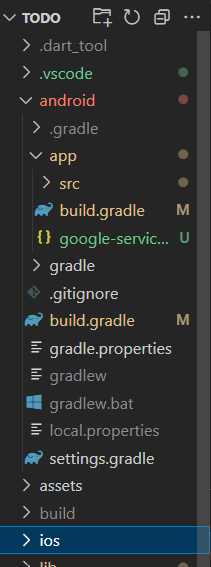 TODO
.dart_tool
.vscode
android
.gradle
app
src
build.gradle M
{} google-servic... U
gradle
.gitignore
build.gradle M
gradle.properties
gradlew
gradlew.bat
local.properties
settings.gradle
assets
build
ios
lib